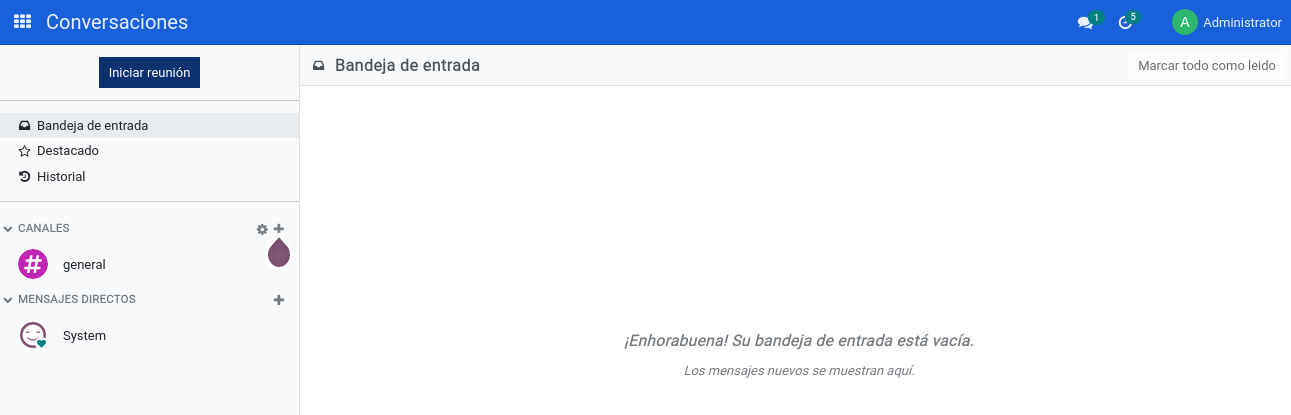 Conversaciones
1
5
A
Administrator
Iniciar reunión
Bandeja de entrada
Marcar todo como leido
Bandeja de entrada
Destacado
Historial
CANALES
general
MENSAJES DIRECTOS
System
¡Enhorabuena! Su bandeja de entrada está vacía.
Los mensajes nuevos se muestran aquí.